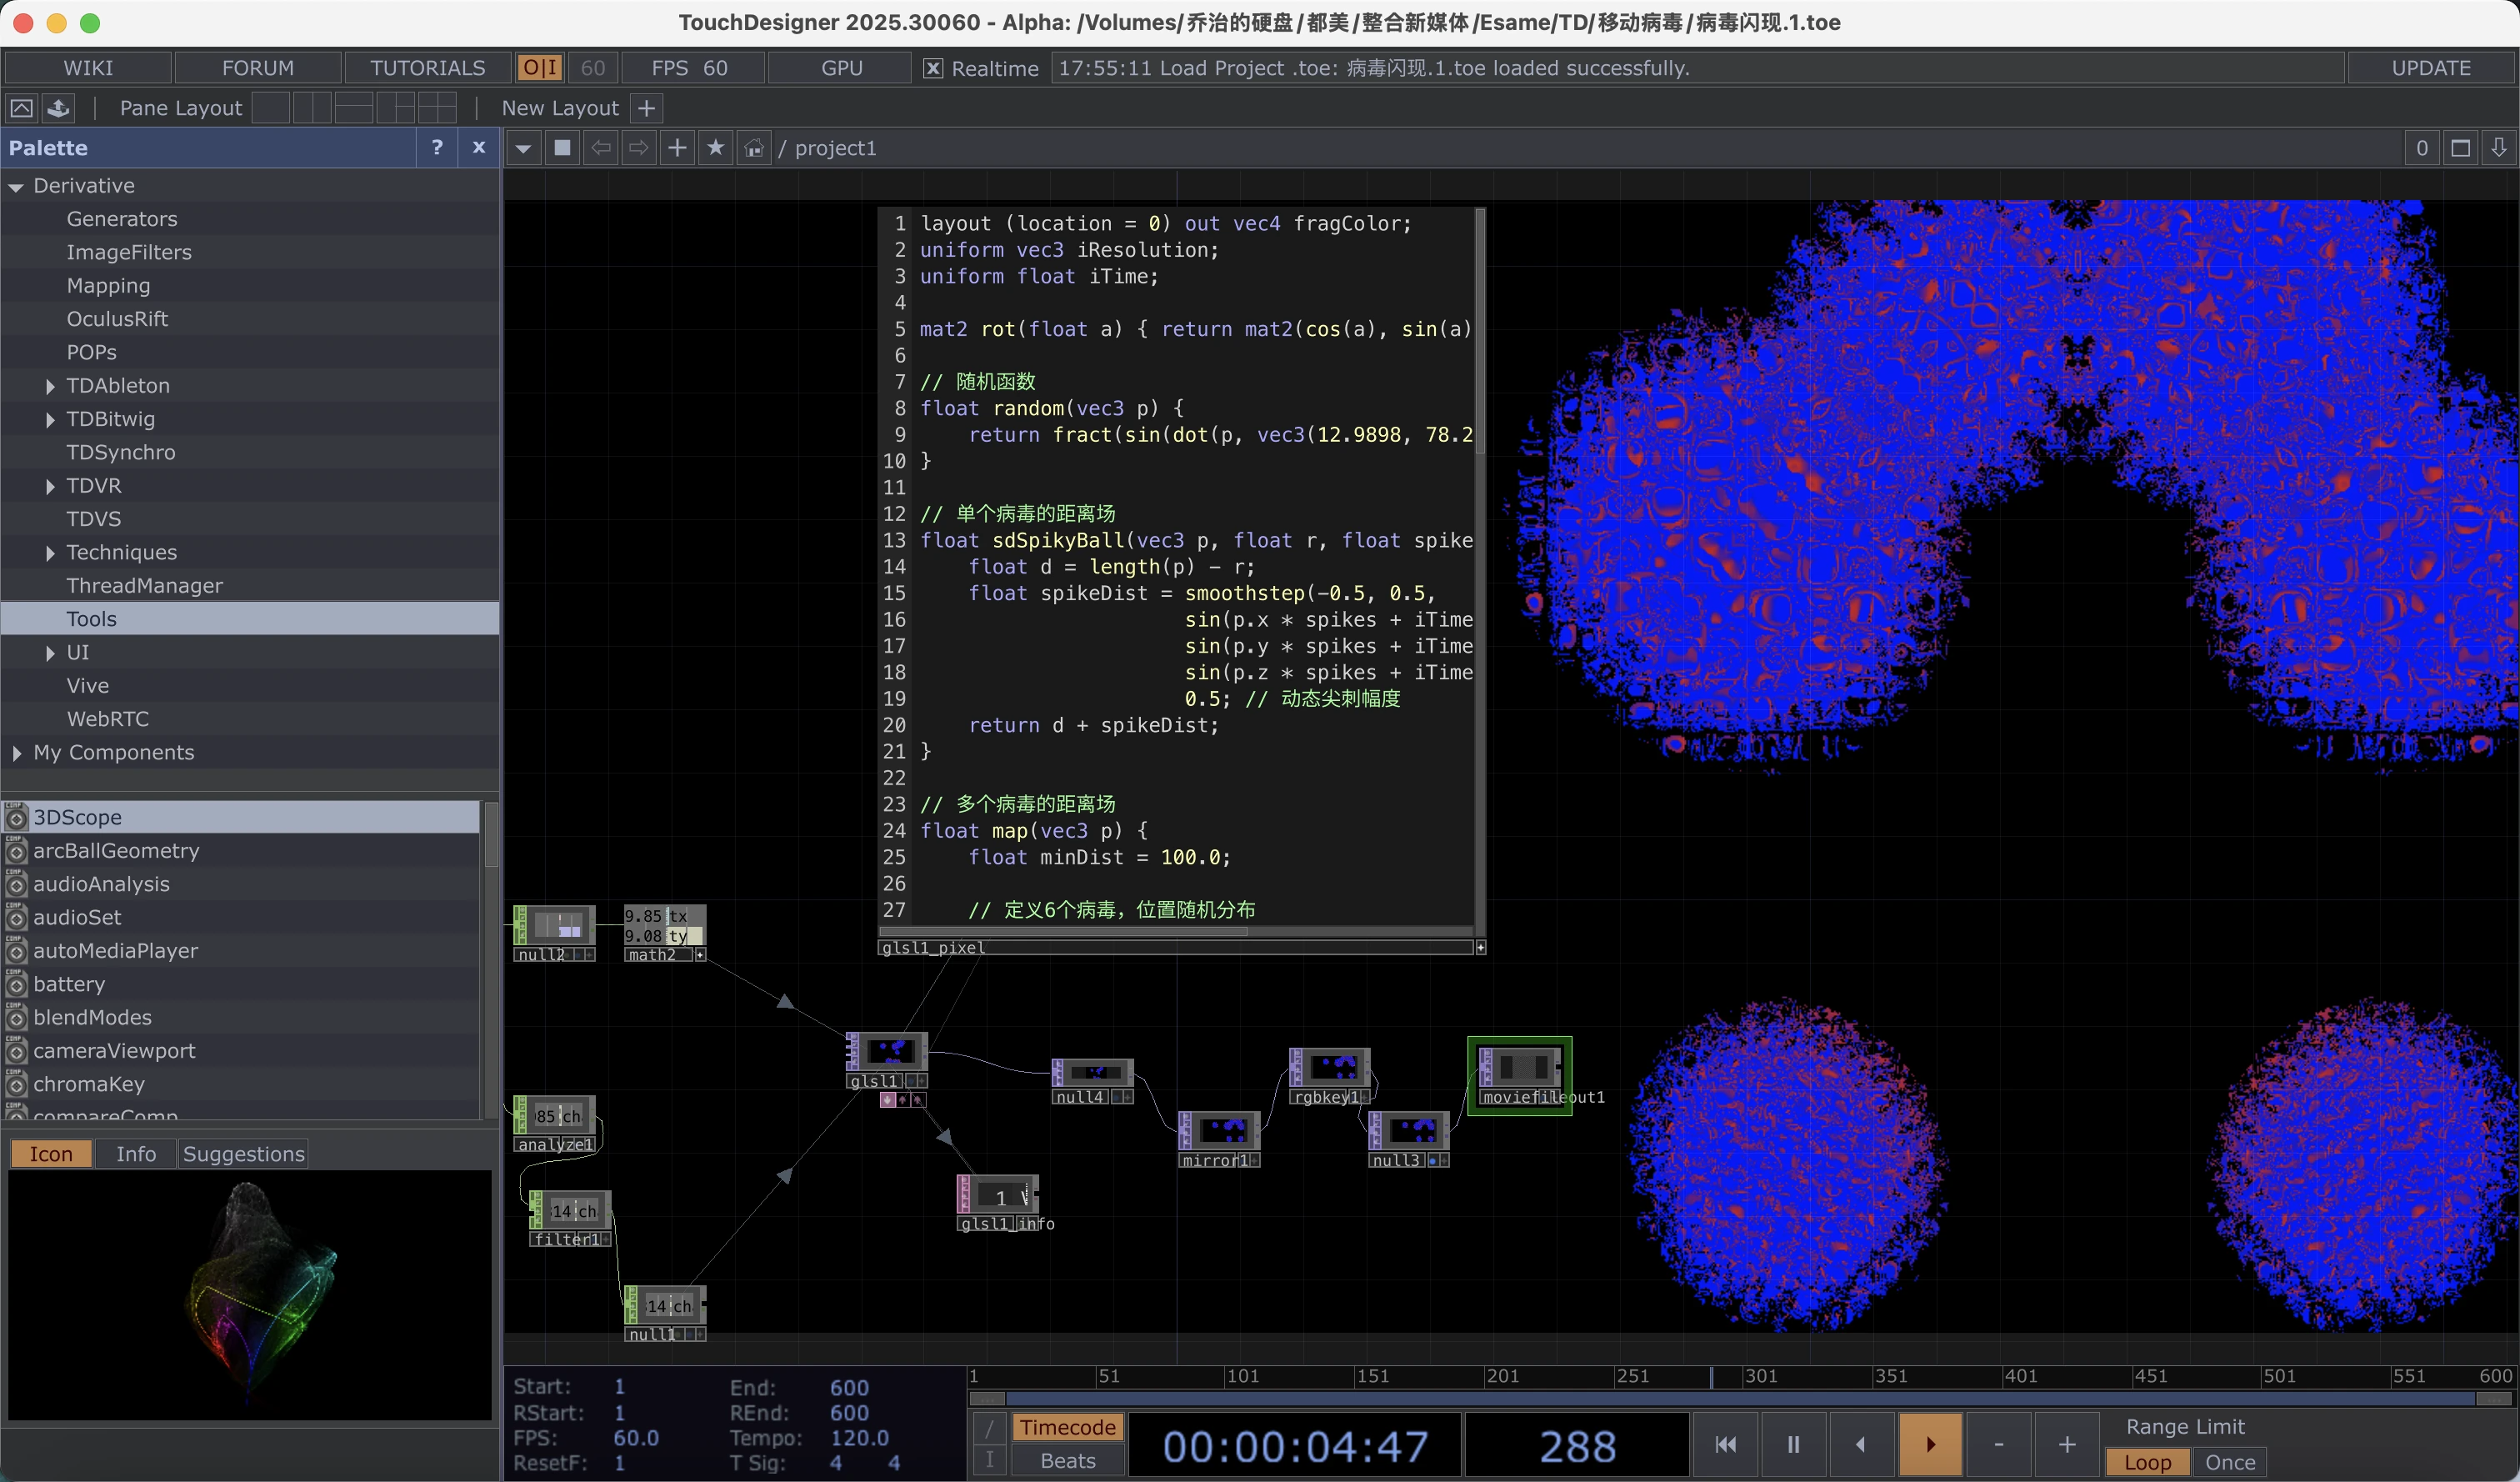 TouchDesigner 2025.30060 - Alpha: /Volumes/乔治的硬盘/都美/整合新媒体/Esame/TD/移动病毒/病毒闪现.1.toe
WIKI
FORUM
TUTORIALS
O|I
60
FPS 60
GPU
Realtime
17:55:11 Load Project .toe: 病毒闪现.1.toe loaded successfully.
UPDATE
Pane Layout
New Layout
Palette
?
x
/ project1
0
Derivative
Generators
ImageFilters
Mapping
OculusRift
POPs
TDAbleton
TDBitwig
TDSynchro
TDVR
TDVS
Techniques
ThreadManager
Tools
UI
Vive
WebRTC
My Components
3DScope
arcBallGeometry
audioAnalysis
audioSet
autoMediaPlayer
battery
blendModes
cameraViewport
chromaKey
compareComp
Icon
Info
Suggestions
1 layout (location = 0) out vec4 fragColor;
2 uniform vec3 iResolution;
3 uniform float iTime;
4
5 mat2 rot(float a) { return mat2(cos(a), sin(a)
6
7 // 随机函数
8 float random(vec3 p) {
9 return fract(sin(dot(p, vec3(12.9898, 78.2
10 }
11
12 // 单个病毒的距离场
13 float sdSpikyBall(vec3 p, float r, float spike
14 float d = length(p) - r;
15 float spikeDist = smoothstep(-0.5, 0.5,
16 sin(p.x * spikes + iTime
17 sin(p.y * spikes + iTime
18 sin(p.z * spikes + iTime
19 0.5; // 动态尖刺幅度
20 return d + spikeDist;
21 }
22
23 // 多个病毒的距离场
24 float map(vec3 p) {
25 float minDist = 100.0;
26
27 // 定义6个病毒，位置随机分布
glsl1_pixel
null2
9.85 tx
9.08 ty
math2
glsl1
null4
rgbkey1
moviefileout1
mirror1
null3
85 ch
analyze1
14 ch
filter1
1
glsl1_info
14 ch
null1
Start: 1 End: 600
RStart: 1 REnd: 600
FPS: 60.0 Tempo: 120.0
ResetF: 1 T Sig: 4 4
1 51 101 151 201 251 301 351 401 451 501 551 600
/
I
Timecode
Beats
00:00:04:47
288
-
+
Range Limit
Loop
Once